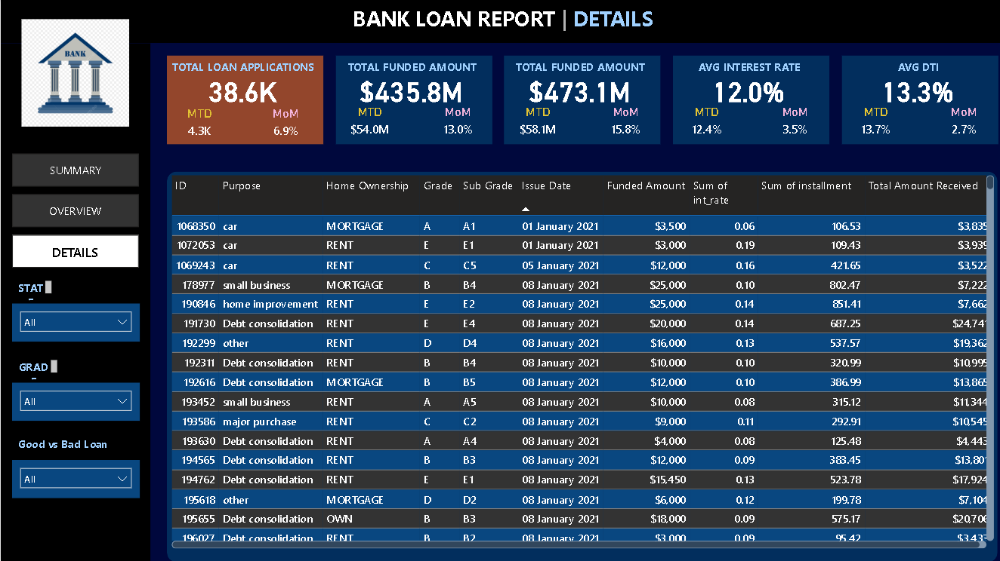 BANK LOAN REPORT | DETAILS
BANK
TOTAL LOAN APPLICATIONS
38.6K
MTD MoM
4.3K 6.9%
TOTAL FUNDED AMOUNT
$435.8M
MTD MoM
$54.0M 13.0%
TOTAL FUNDED AMOUNT
$473.1M
MTD MoM
$58.1M 15.8%
AVG INTEREST RATE
12.0%
MTD MoM
12.4% 3.5%
AVG DTI
13.3%
MTD MoM
13.7% 2.7%
SUMMARY
OVERVIEW
DETAILS
STAT
All
GRAD
All
Good vs Bad Loan
All
ID Purpose Home Ownership Grade Sub Grade Issue Date Funded Amount Sum of int_rate Sum of installment Total Amount Received
1068350 car MORTGAGE A A1 01 January 2021 $3,500 0.06 106.53 $3,835
1072053 car RENT E E1 01 January 2021 $3,000 0.19 109.43 $3,939
1069243 car RENT C C5 05 January 2021 $12,000 0.16 421.65 $3,522
178977 small business MORTGAGE B B4 08 January 2021 $25,000 0.10 802.47 $7,222
190846 home improvement RENT E E2 08 January 2021 $25,000 0.14 851.41 $7,662
191730 Debt consolidation RENT E E4 08 January 2021 $20,000 0.14 687.25 $24,741
192299 other RENT D D4 08 January 2021 $16,000 0.13 537.57 $19,362
192311 Debt consolidation RENT B B4 08 January 2021 $10,000 0.10 320.99 $10,995
192616 Debt consolidation MORTGAGE B B5 08 January 2021 $12,000 0.10 386.99 $13,865
193452 small business RENT A A5 08 January 2021 $10,000 0.08 315.12 $11,344
193586 major purchase RENT C C2 08 January 2021 $9,000 0.11 292.91 $10,545
193630 Debt consolidation RENT A A4 08 January 2021 $4,000 0.08 125.48 $4,443
194565 Debt consolidation RENT B B3 08 January 2021 $12,000 0.09 383.45 $13,801
194762 Debt consolidation RENT E E1 08 January 2021 $15,450 0.13 523.78 $17,924
195618 other MORTGAGE D D2 08 January 2021 $6,000 0.12 199.78 $7,104
195655 Debt consolidation OWN B B3 08 January 2021 $18,000 0.09 575.17 $20,706
196027 Debt consolidation RENT B B2 08 January 2021 $3,000 0.09 95.42 $3,433